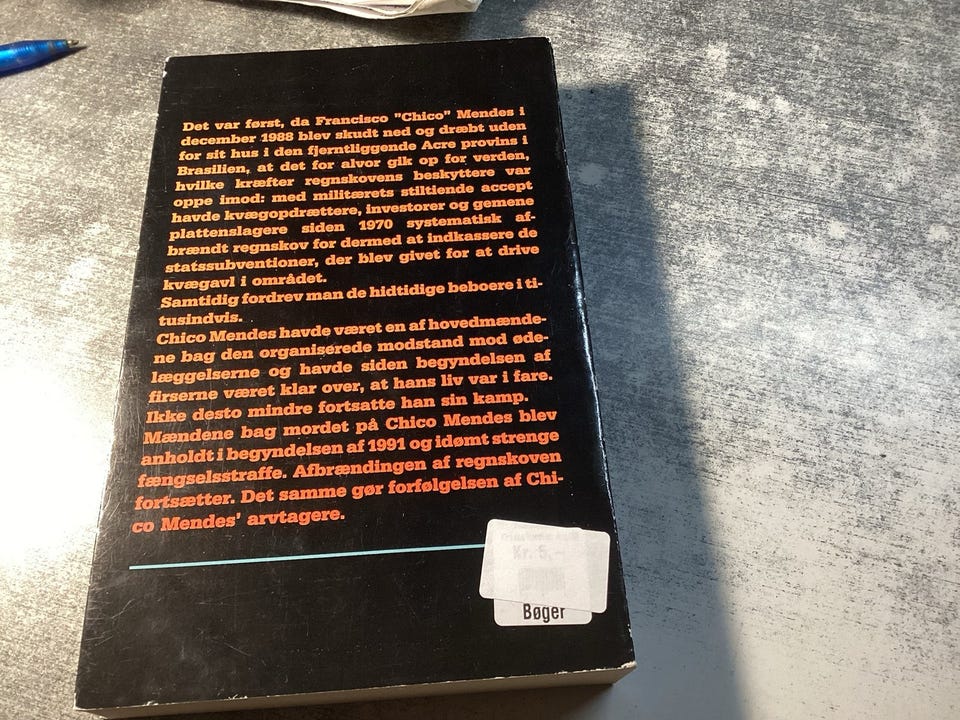 Det var først, da Francisco "Chico" Mendes i
december 1988 blev skudt ned og dræbt uden
for sit hus i den fjerntliggende Acre provins i
Brasilien, at det for alvor gik op for verden,
hvilke kræfter regnskovens beskyttere var
oppe imod: med militærets stiltiende accept
havde kvægopdrættere, investorer og gemene
plattenslagere siden 1970 systematisk af-
brændt regnskov for dermed at indkassere de
statssubventioner, der blev givet for at drive
kvægavl i området.
Samtidig fordrev man de hidtidige beboere i ti-
tusindvis.
Chico Mendes havde været en af hovedmænde-
ne bag den organiserede modstand mod øde-
læggelserne og havde siden begyndelsen af
firserne været klar over, at hans liv var i fare.
Ikke desto mindre fortsatte han sin kamp.
Mændene bag mordet på Chico Mendes blev
anholdt i begyndelsen af 1991 og idømt strenge
fængselsstraffe. Afbrændingen af regnskoven
fortsætter. Det samme gør forfølgelsen af Chi-
co Mendes' arvtagere.
Kr. 5,-
Bøger